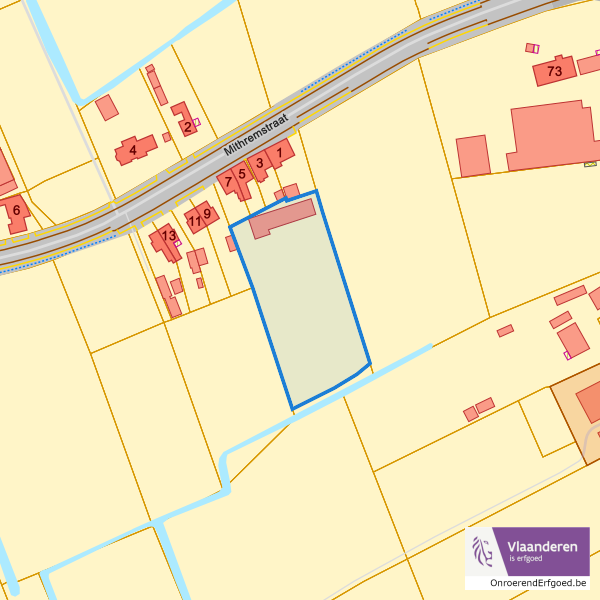 73
2
4
Mithremstraat
1
3
5
7
6
9
11
13
Vlaanderen
is erfgoed
OnroerendErfgoed.be